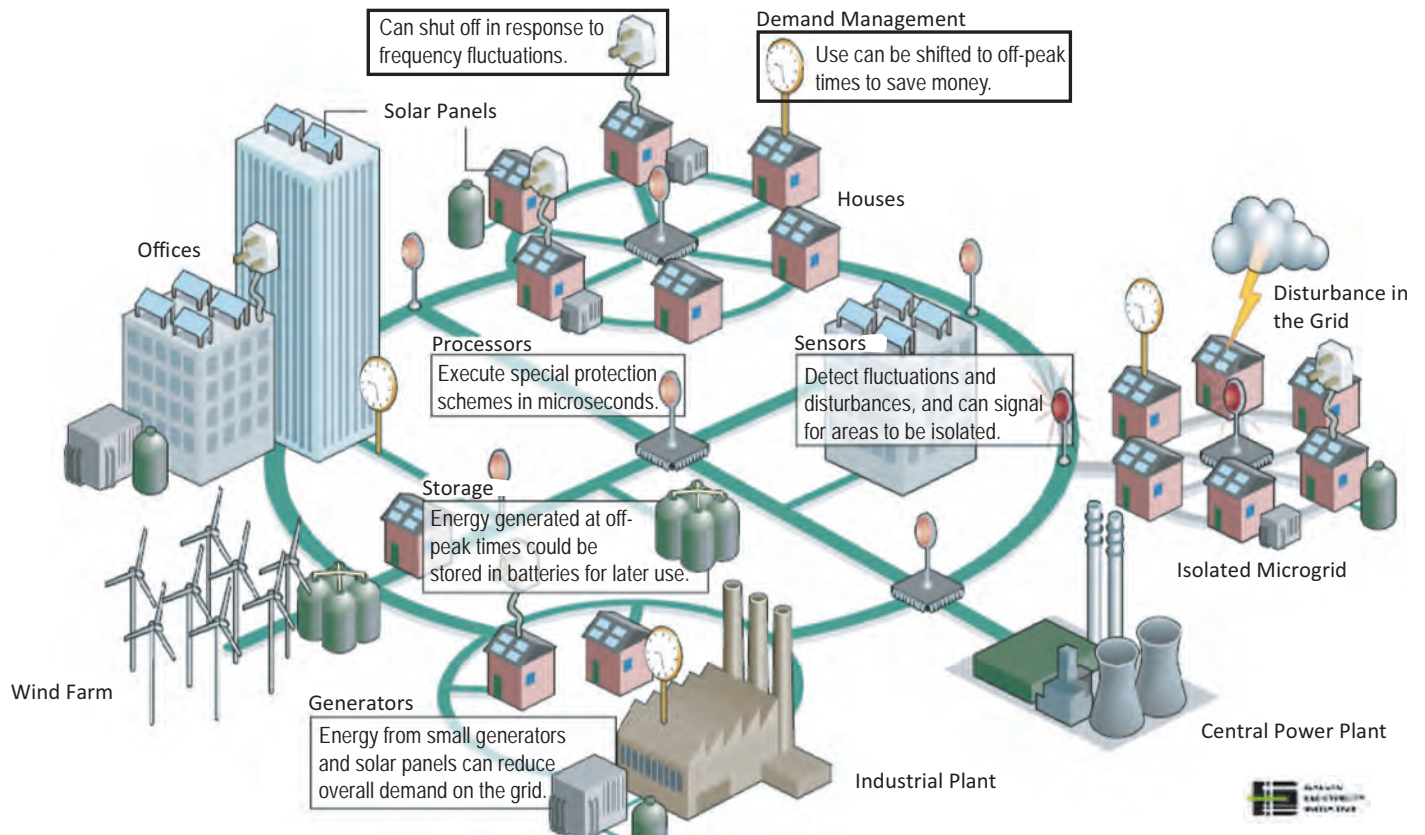 Can shut off in response to
frequency fluctuations.
Demand Management
Use can be shifted to off-peak
times to save money.
Solar Panels
Houses
Offices
Disturbance in
the Grid
Processors
Execute special protection
schemes in microseconds.
Sensors
Detect fluctuations and
disturbances, and can signal
for areas to be isolated.
Storage
Energy generated at off-
peak times could be
stored in batteries for later use.
Isolated Microgrid
Wind Farm
Generators
Energy from small generators
and solar panels can reduce
overall demand on the grid.
Industrial Plant
Central Power Plant